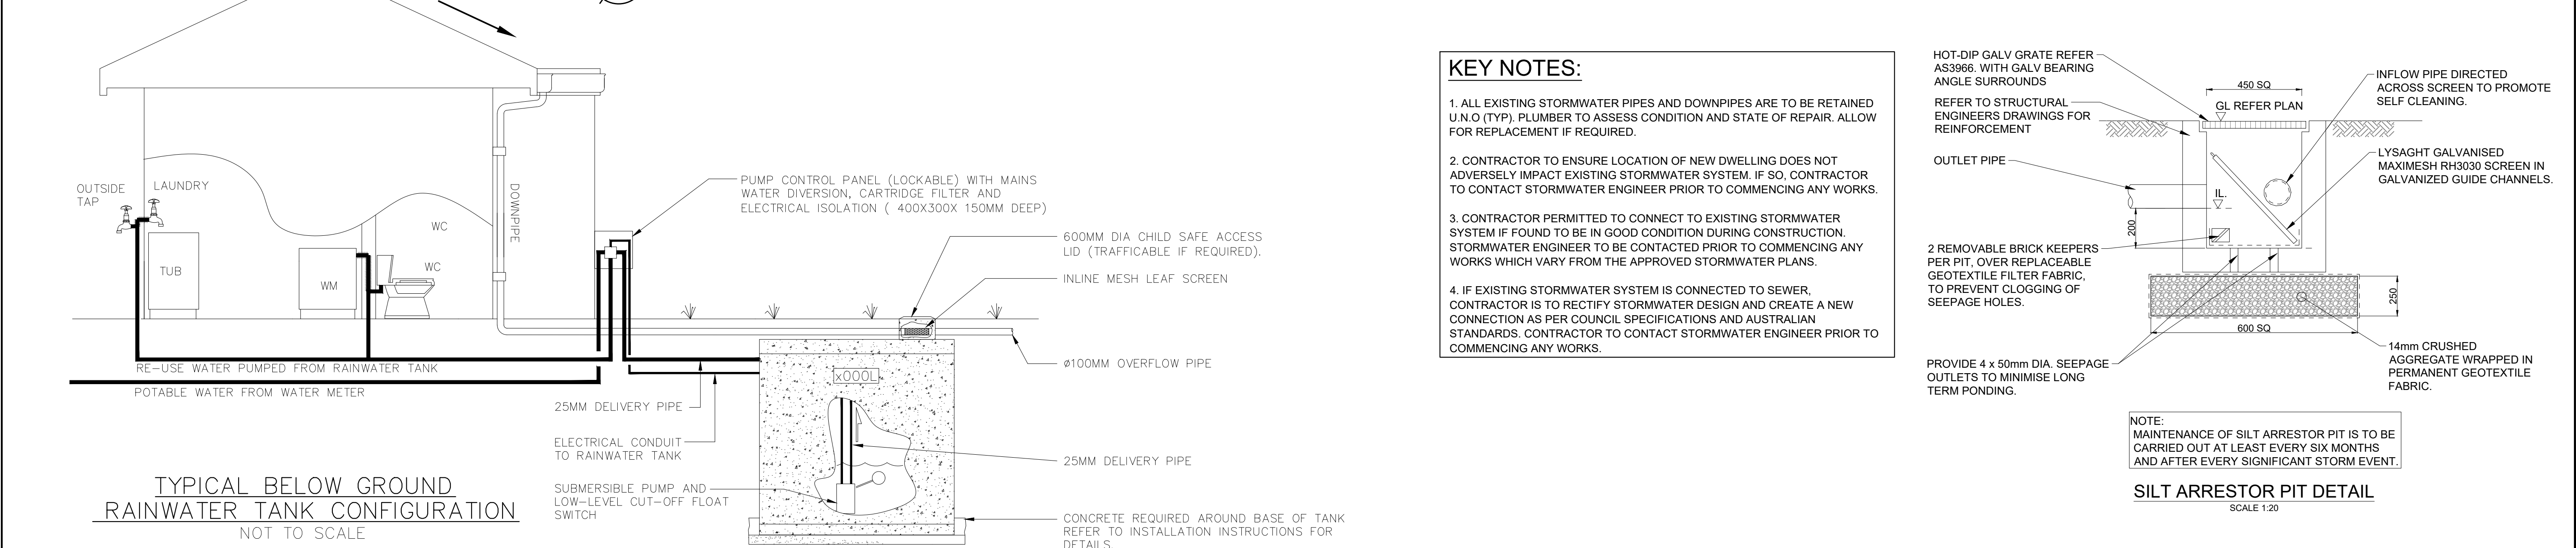 OUTSIDE
TAP
LAUNDRY
TUB
WM
WC
WC
DOWNPIPE
PUMP CONTROL PANEL (LOCKABLE) WITH MAINS
WATER DIVERSION, CARTRIDGE FILTER AND
ELECTRICAL ISOLATION ( 400X300X 150MM DEEP)
600MM DIA CHILD SAFE ACCESS
LID (TRAFFICABLE IF REQUIRED).
INLINE MESH LEAF SCREEN
Ø100MM OVERFLOW PIPE
RE-USE WATER PUMPED FROM RAINWATER TANK
POTABLE WATER FROM WATER METER
x000L
25MM DELIVERY PIPE
ELECTRICAL CONDUIT
TO RAINWATER TANK
25MM DELIVERY PIPE
SUBMERSIBLE PUMP AND
LOW-LEVEL CUT-OFF FLOAT
SWITCH
CONCRETE REQUIRED AROUND BASE OF TANK
REFER TO INSTALLATION INSTRUCTIONS FOR
DETAILS
TYPICAL BELOW GROUND
RAINWATER TANK CONFIGURATION
NOT TO SCALE
KEY NOTES:
1. ALL EXISTING STORMWATER PIPES AND DOWNPIPES ARE TO BE RETAINED
U.N.O (TYP). PLUMBER TO ASSESS CONDITION AND STATE OF REPAIR. ALLOW
FOR REPLACEMENT IF REQUIRED.
2. CONTRACTOR TO ENSURE LOCATION OF NEW DWELLING DOES NOT
ADVERSELY IMPACT EXISTING STORMWATER SYSTEM. IF SO, CONTRACTOR
TO CONTACT STORMWATER ENGINEER PRIOR TO COMMENCING ANY WORKS.
3. CONTRACTOR PERMITTED TO CONNECT TO EXISTING STORMWATER
SYSTEM IF FOUND TO BE IN GOOD CONDITION DURING CONSTRUCTION.
STORMWATER ENGINEER TO BE CONTACTED PRIOR TO COMMENCING ANY
WORKS WHICH VARY FROM THE APPROVED STORMWATER PLANS.
4. IF EXISTING STORMWATER SYSTEM IS CONNECTED TO SEWER,
CONTRACTOR IS TO RECTIFY STORMWATER DESIGN AND CREATE A NEW
CONNECTION AS PER COUNCIL SPECIFICATIONS AND AUSTRALIAN
STANDARDS. CONTRACTOR TO CONTACT STORMWATER ENGINEER PRIOR TO
COMMENCING ANY WORKS.
HOT-DIP GALV GRATE REFER
AS3966. WITH GALV BEARING
ANGLE SURROUNDS
REFER TO STRUCTURAL
ENGINEERS DRAWINGS FOR
REINFORCEMENT
OUTLET PIPE
2 REMOVABLE BRICK KEEPERS
PER PIT, OVER REPLACEABLE
GEOTEXTILE FILTER FABRIC,
TO PREVENT CLOGGING OF
SEEPAGE HOLES.
PROVIDE 4 x 50mm DIA. SEEPAGE
OUTLETS TO MINIMISE LONG
TERM PONDING.
450 SQ
GL REFER PLAN
IL.
200
250
600 SQ
INFLOW PIPE DIRECTED
ACROSS SCREEN TO PROMOTE
SELF CLEANING.
LYSAGHT GALVANISED
MAXIMESH RH3030 SCREEN IN
GALVANIZED GUIDE CHANNELS.
14mm CRUSHED
AGGREGATE WRAPPED IN
PERMANENT GEOTEXTILE
FABRIC.
NOTE:
MAINTENANCE OF SILT ARRESTOR PIT IS TO BE
CARRIED OUT AT LEAST EVERY SIX MONTHS
AND AFTER EVERY SIGNIFICANT STORM EVENT.
SILT ARRESTOR PIT DETAIL
SCALE 1:20